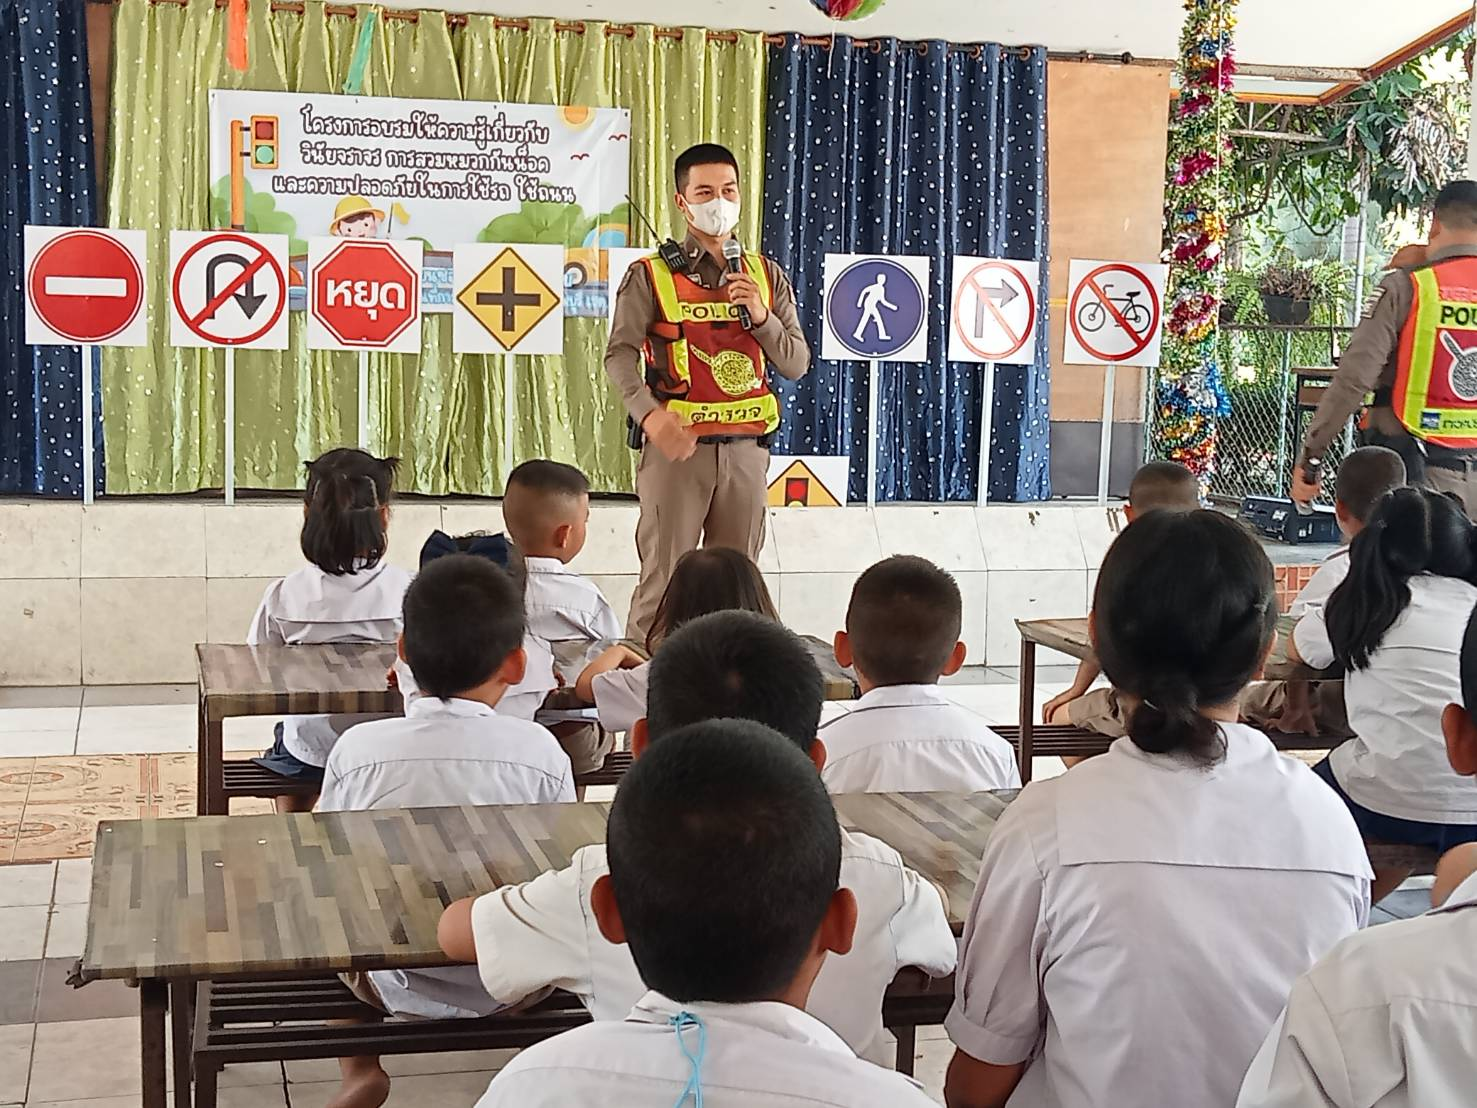 โครงการอบรมให้ความรู้เกี่ยวกับ
วินัยจราจร การสวมหมวกกันน็อค
และความปลอดภัยในการใช้รถ ใช้ถนน
หยุด
POLIC
ตำรวจ
POL